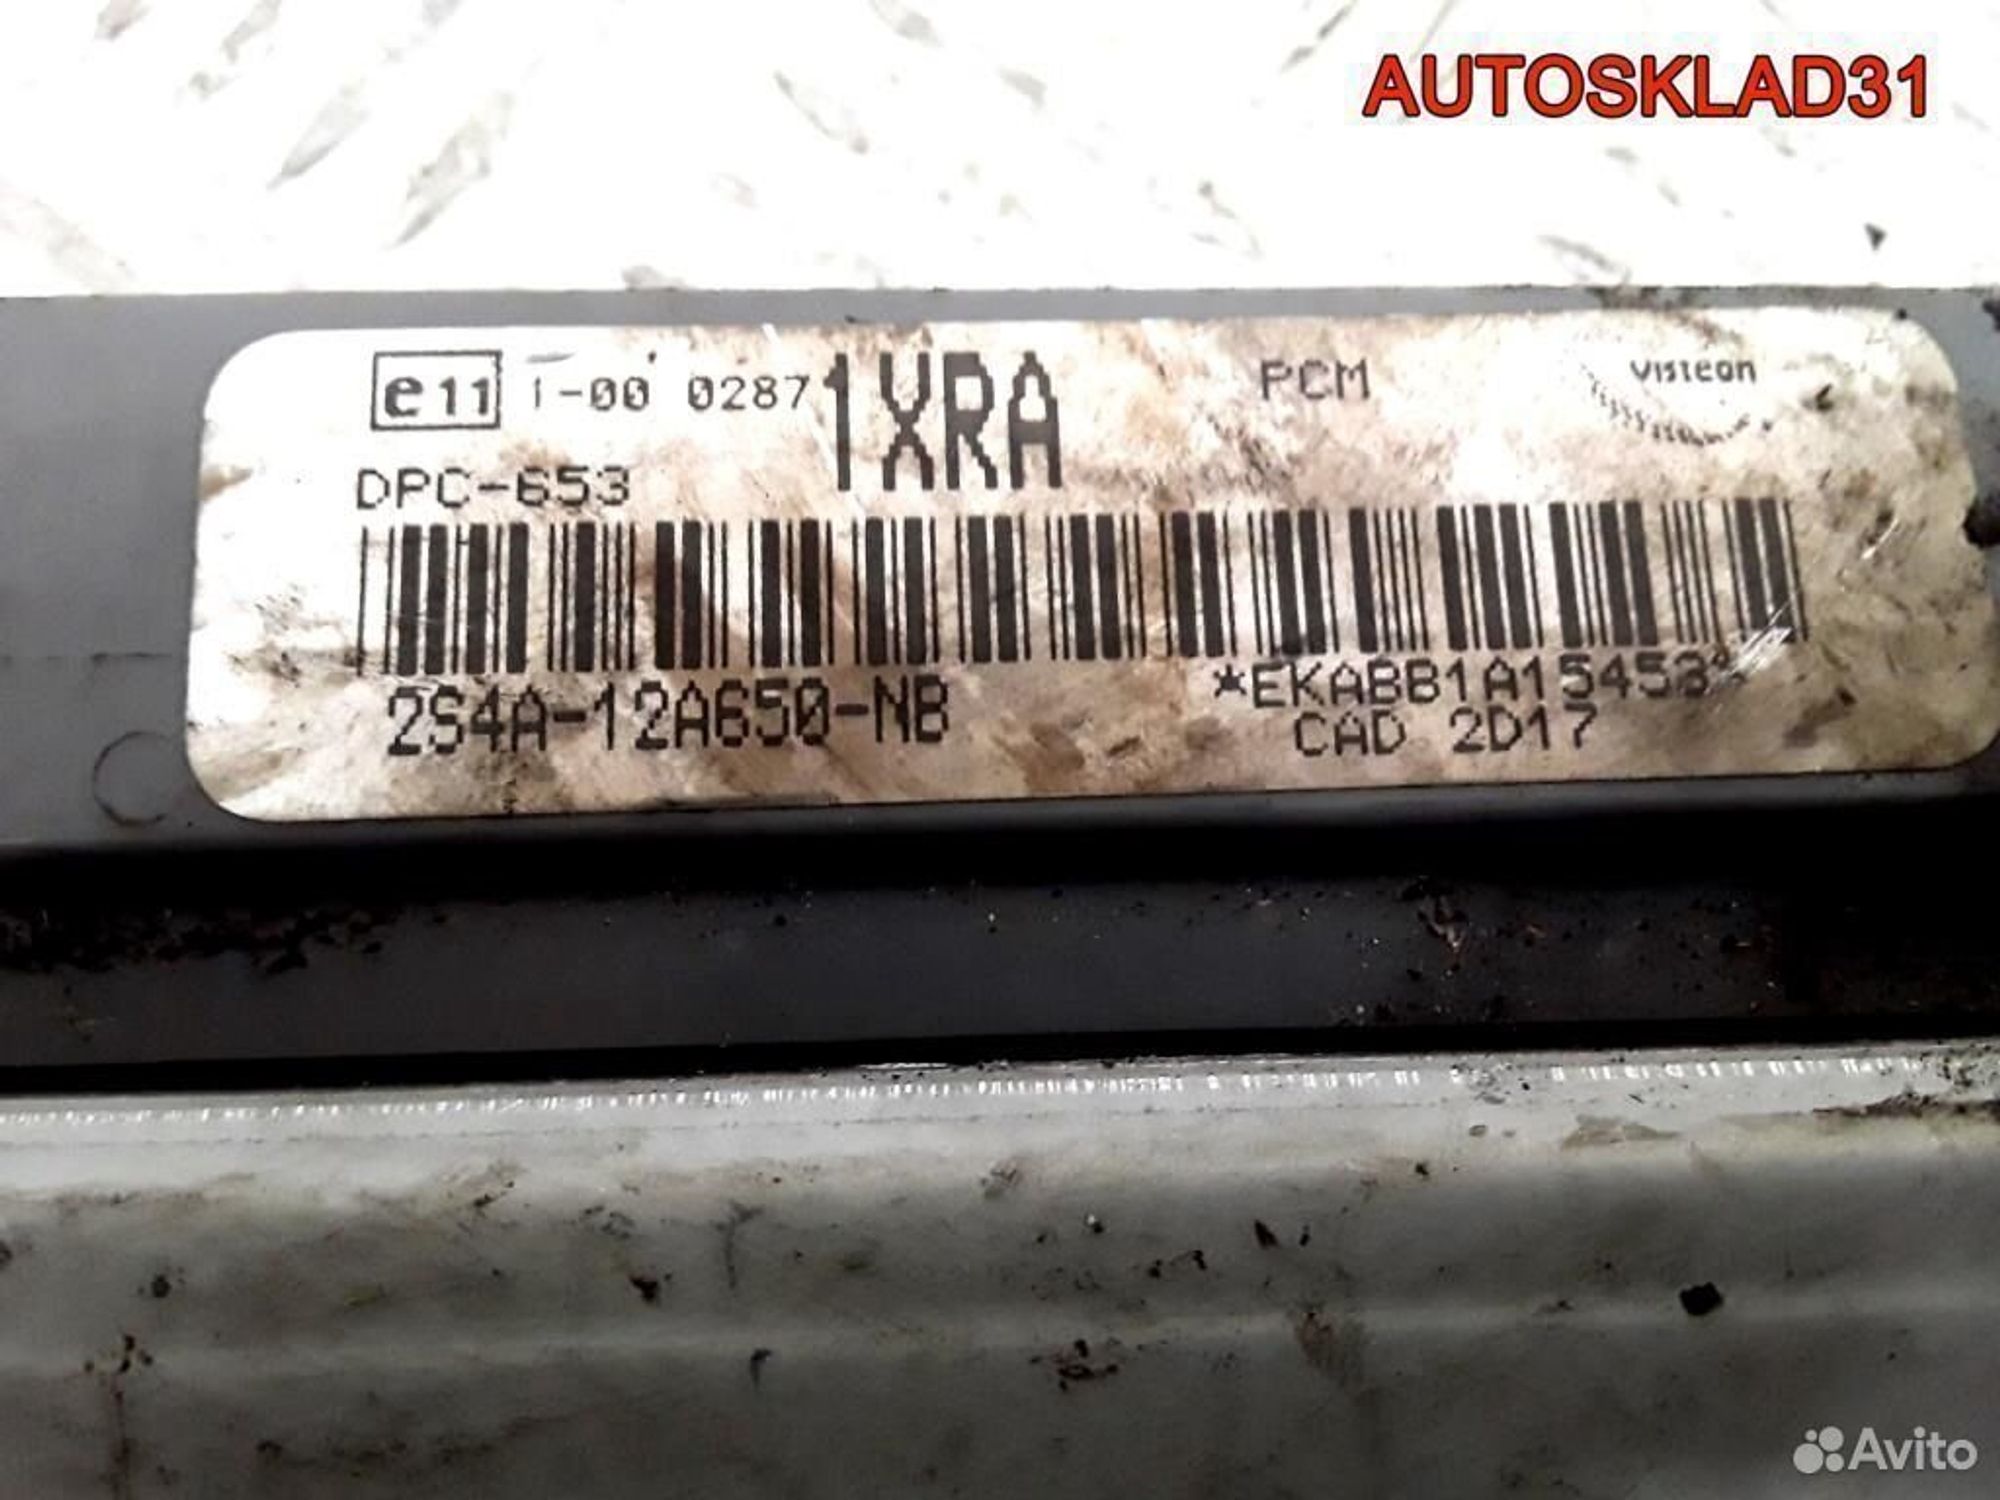 AUTOSKLAD31
e11 1-00 0287 1XRA PCM Visteon
DPC-653
2S4A-12A650-NB *EKABB1A15453*
CAD 2D17
Avito